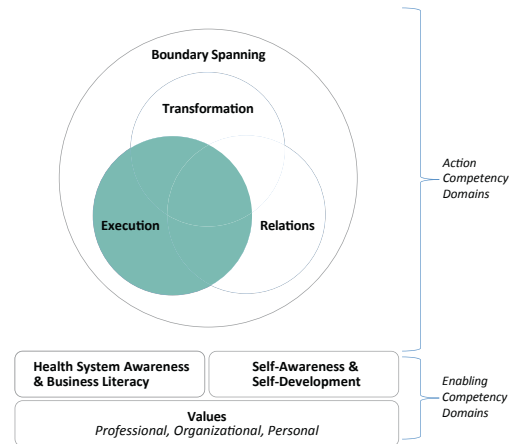 Boundary Spanning
Transformation
Execution
Relations
Action
Competency
Domains
Health System Awareness
& Business Literacy
Self-Awareness &
Self-Development
Values
Professional, Organizational, Personal
Enabling
Competency
Domains